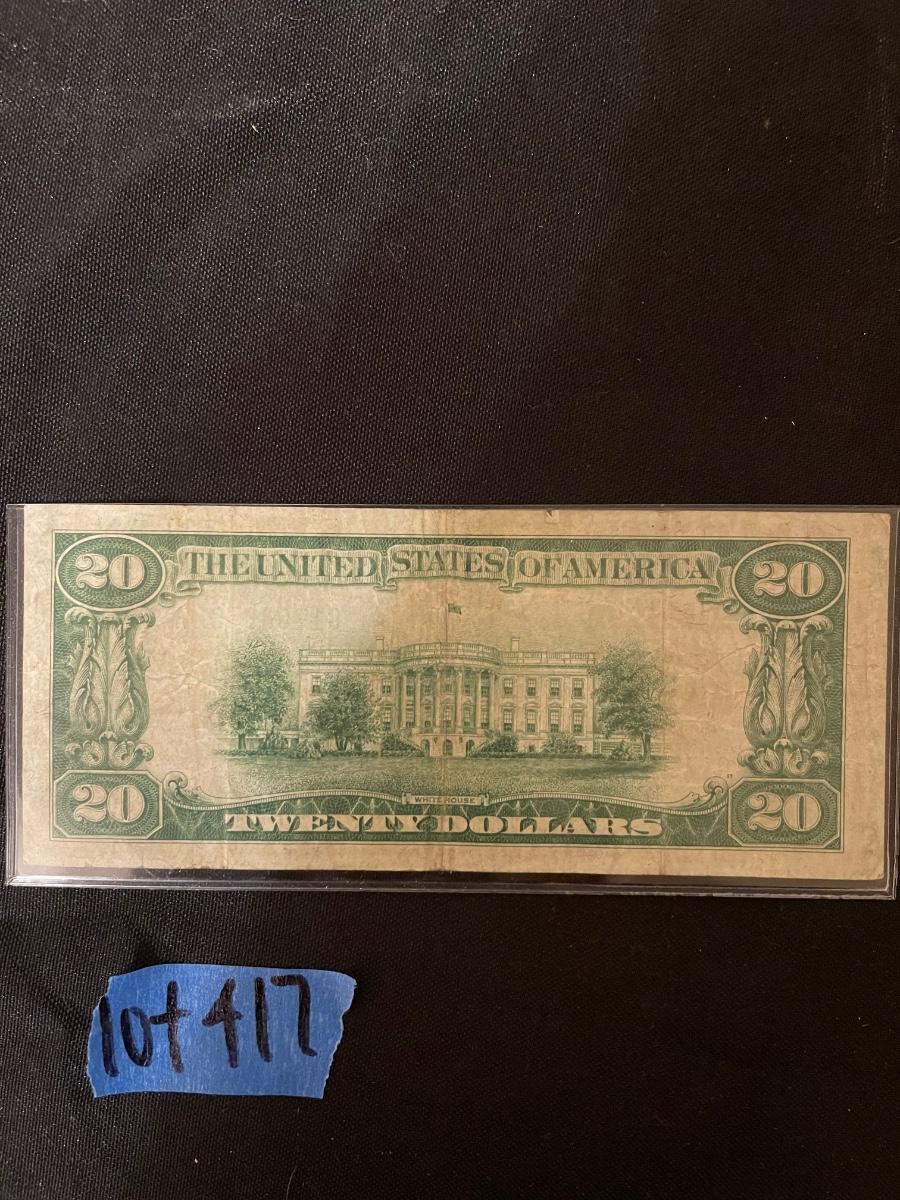 20 THE UNITED STATES OF AMERICA 20
WHITE HOUSE
20 TWENTY DOLLARS 20
lot 417